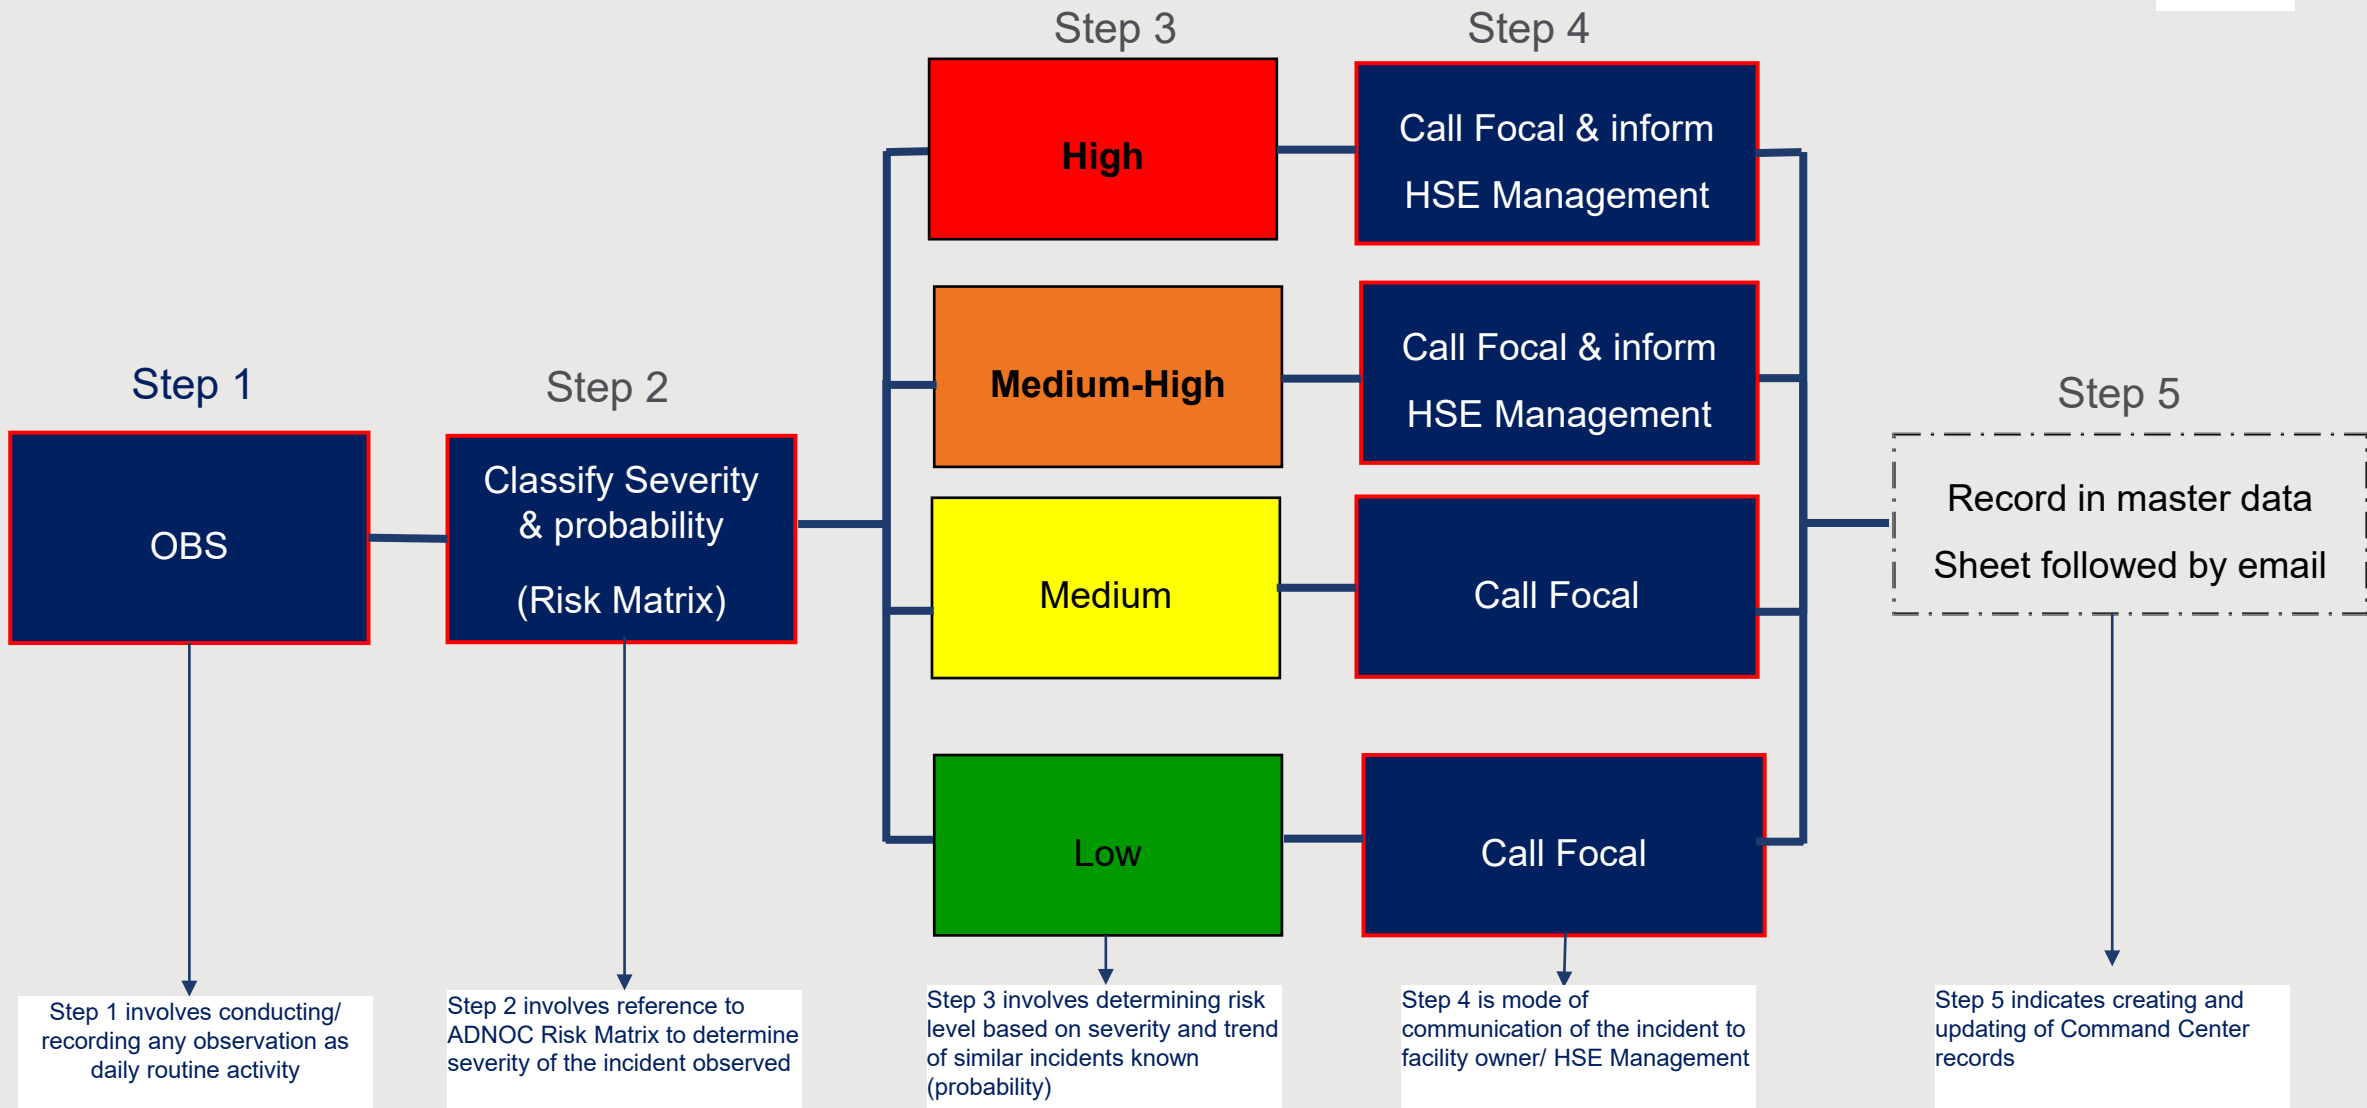 Step 1
OBS
Step 1 involves conducting/
recording any observation as
daily routine activity
Step 2
Classify Severity
& probability
(Risk Matrix)
Step 2 involves reference to
ADNOC Risk Matrix to determine
severity of the incident observed
Step 3
High
Medium-High
Medium
Low
Step 3 involves determining risk
level based on severity and trend
of similar incidents known
(probability)
Step 4
Call Focal & inform
HSE Management
Call Focal & inform
HSE Management
Call Focal
Call Focal
Step 4 is mode of
communication of the incident to
facility owner/ HSE Management
Step 5
Record in master data
Sheet followed by email
Step 5 indicates creating and
updating of Command Center
records